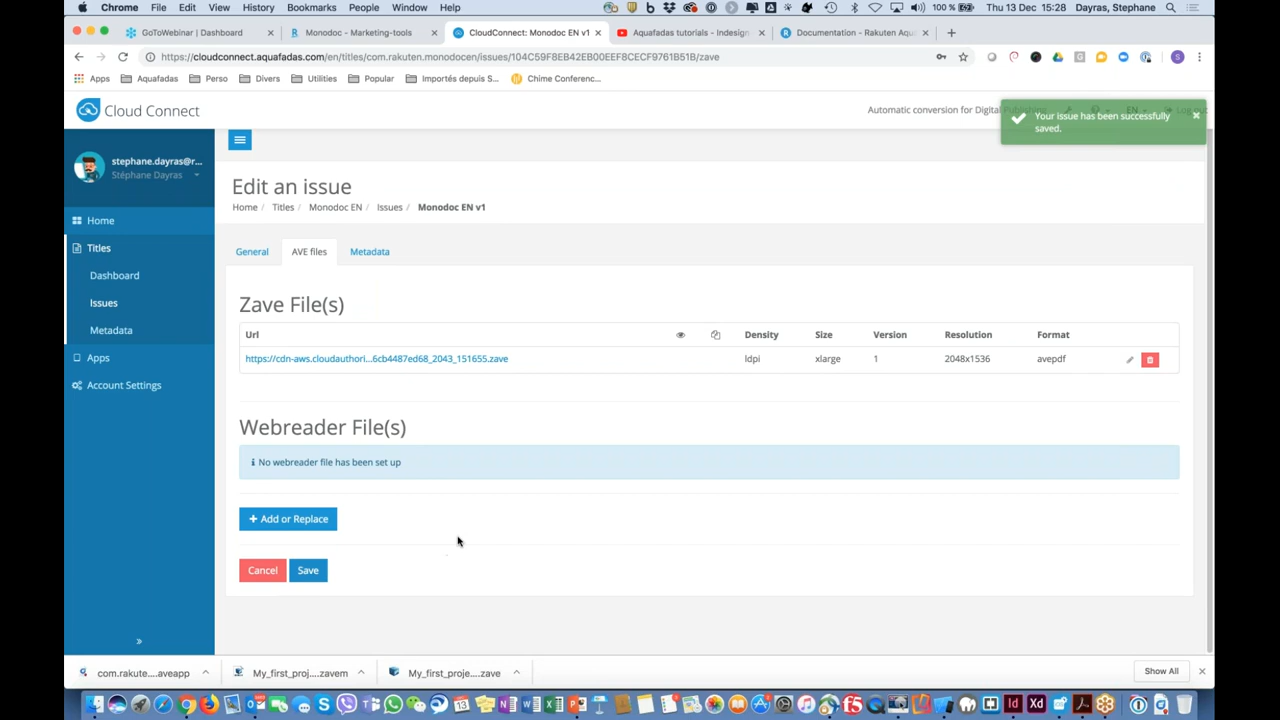 Chrome File Edit View History Bookmarks People Window Help 100 % Thu 13 Dec 15:28 Dayras, Stephane
GoToWebinar | Dashboard Monodoc - Marketing-tools CloudConnect: Monodoc EN v1 Aquafadas tutorials - Indesign Documentation - Rakuten Aqu
https://cloudconnect.aquafadas.com/en/titles/com.rakuten.monodocen/issues/104C59F8EB42EB00EEF8CECF9761B51B/zave
Apps Aquafadas Perso Divers Utilities Popular Importés depuis S... Chime Conferenc...
Cloud Connect
Automatic conversion for Digital Publishing EN Log out
Your issue has been successfully
saved.
stephane.dayras@r...
Stéphane Dayras
Home
Titles
Dashboard
Issues
Metadata
Apps
Account Settings
»
Edit an issue
Home / Titles / Monodoc EN / Issues / Monodoc EN v1
General AVE files Metadata
Zave File(s)
Url Density Size Version Resolution Format
https://cdn-aws.cloudauthori...6cb4487ed68_2043_151655.zave ldpi xlarge 1 2048x1536 avepdf
Webreader File(s)
No webreader file has been set up
+ Add or Replace
Cancel Save
com.rakute....aveapp My_first_proj....zavem My_first_proje....zave Show All